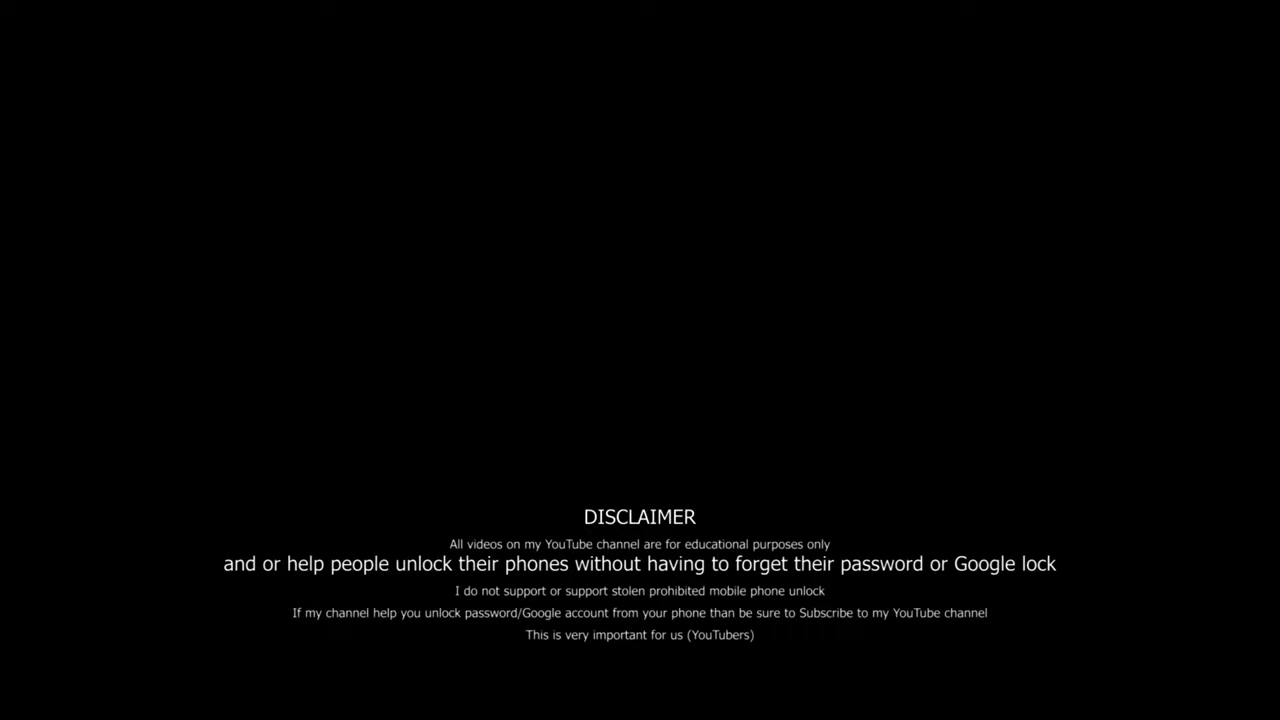 DISCLAIMER
All videos on my YouTube channel are for educational purposes only
and or help people unlock their phones without having to forget their password or Google lock
I do not support or support stolen prohibited mobile phone unlock
If my channel help you unlock password/Google account from your phone than be sure to Subscribe to my YouTube channel
This is very important for us (YouTubers)